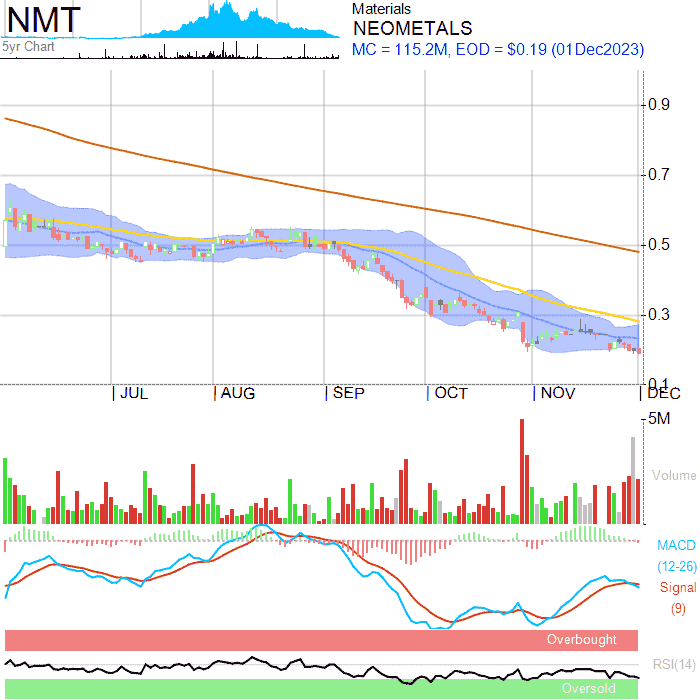 NMT
5yr Chart
Materials
NEOMETALS
MC = 115.2M, EOD = $0.19 (01Dec2023)
0.9
0.7
0.5
0.3
0.1
JUL AUG SEP OCT NOV DEC
5M
Volume
MACD
(12-26)
Signal
(9)
Overbought
RSI(14)
Oversold